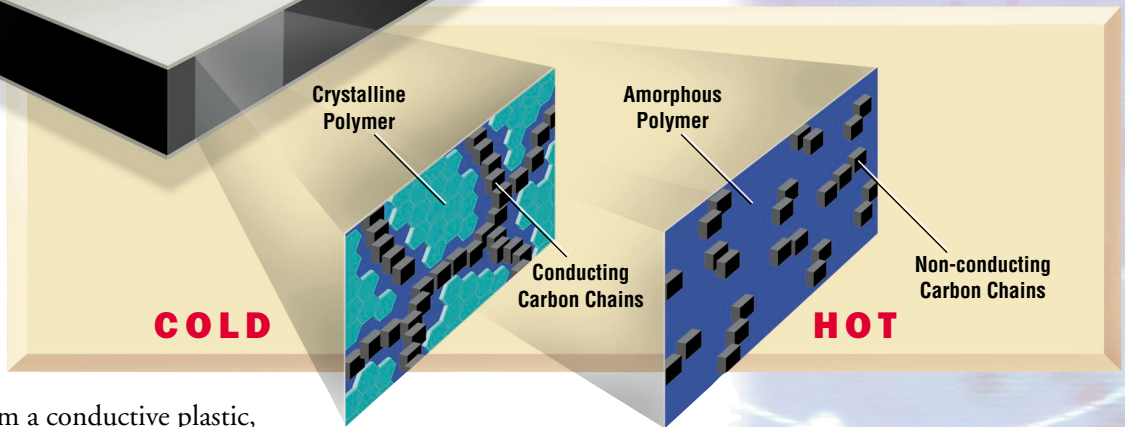 Crystalline
Polymer
Amorphous
Polymer
Conducting
Carbon Chains
Non-conducting
Carbon Chains
COLD
HOT
m a conductive plastic,